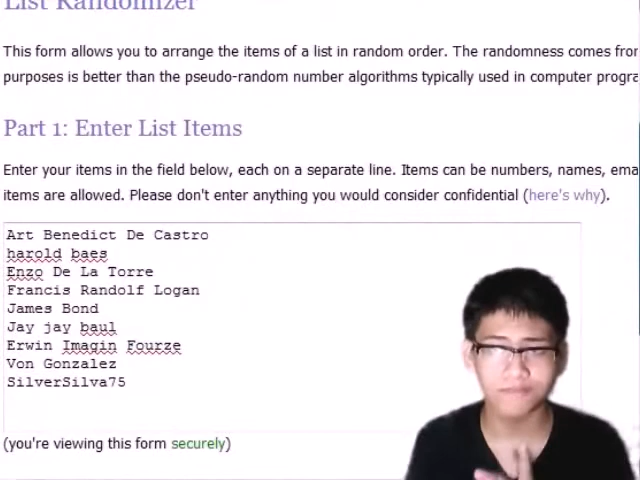 List Randomizer
This form allows you to arrange the items of a list in random order. The randomness comes from
purposes is better than the pseudo-random number algorithms typically used in computer progra
Part 1: Enter List Items
Enter your items in the field below, each on a separate line. Items can be numbers, names, ema
items are allowed. Please don't enter anything you would consider confidential (here's why).
Art Benedict De Castro
harold baes
Enzo De La Torre
Francis Randolf Logan
James Bond
Jay jay baul
Erwin Imagin Fourze
Von Gonzalez
SilverSilva75
(you're viewing this form securely)